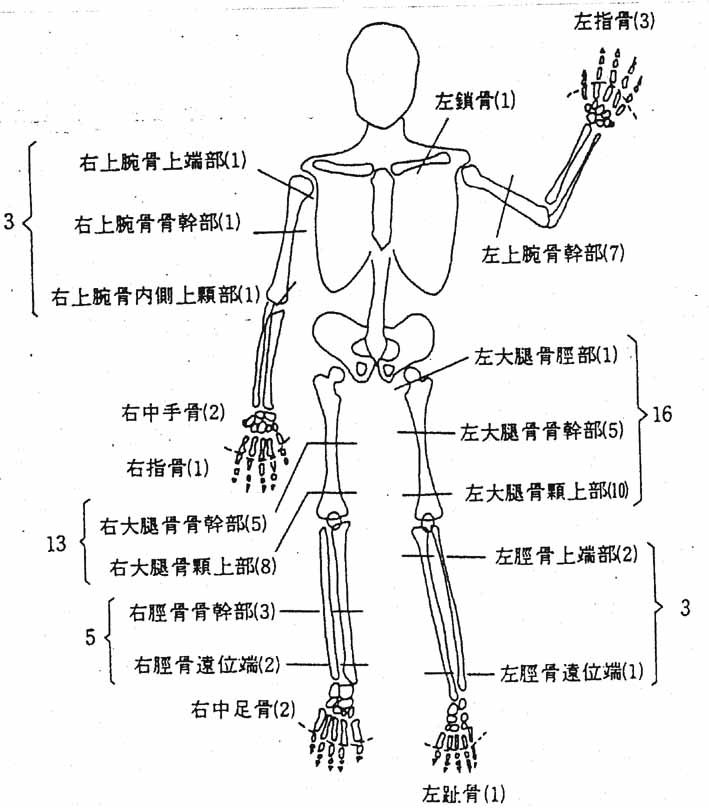 左指骨(3)
左鎖骨(1)
右上腕骨上端部(1)
3
右上腕骨骨幹部(1)
左上腕骨幹部(7)
右上腕骨内側上顆部(1)
左大腿骨脛部(1)
右中手骨(2)
16
左大腿骨骨幹部(5)
右指骨(1)
左大腿骨顆上部(10)
右大腿骨骨幹部(5)
13
左脛骨上端部(2)
右大腿骨顆上部(8)
右脛骨骨幹部(3)
3
5
右脛骨遠位端(2)
左脛骨遠位端(1)
右中足骨(2)
左趾骨(1)